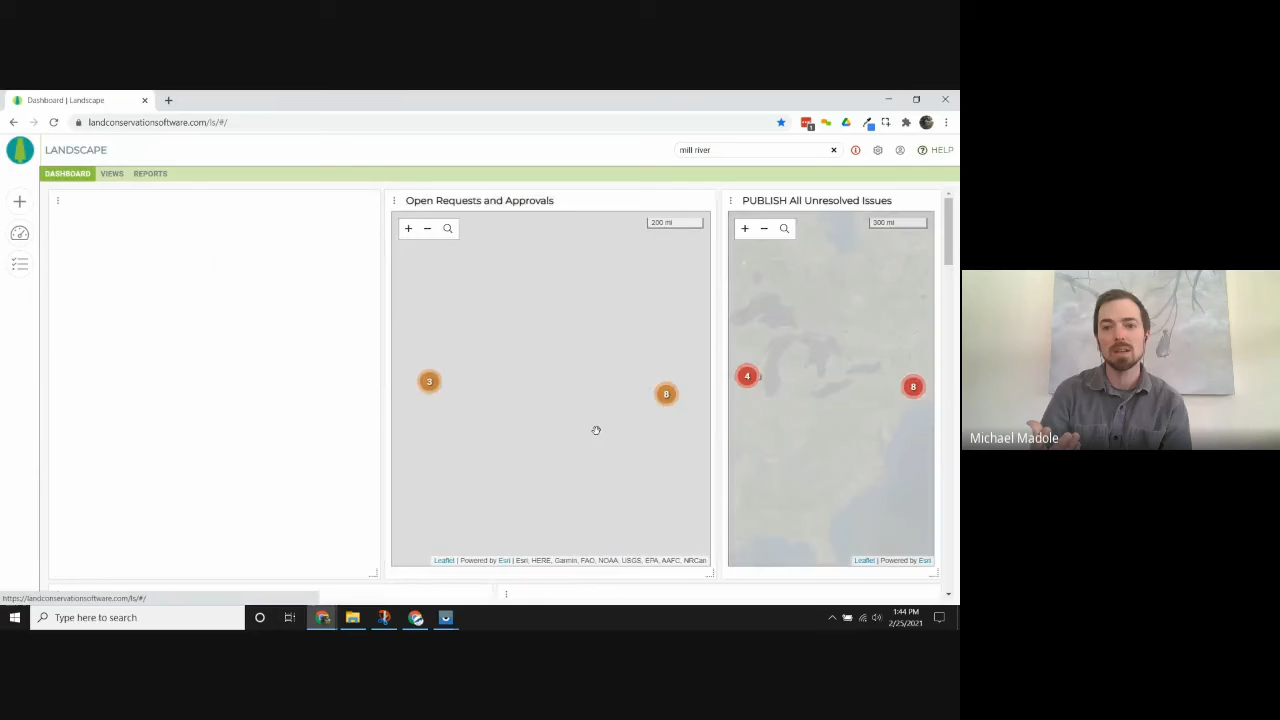 Dashboard | Landscape
landconservationsoftware.com/ls/#/
LANDSCAPE
mill river
HELP
DASHBOARD VIEWS REPORTS
Open Requests and Approvals
PUBLISH All Unresolved Issues
200 mi
300 mi
3
8
4
8
Leaflet | Powered by Esri | Esri, HERE, Garmin, FAO, NOAA, USGS, EPA, AAFC, NRCan
Leaflet | Powered by Esri
https://landconservationsoftware.com/ls/#/
Type here to search
1:44 PM
2/25/2021
Michael Madole